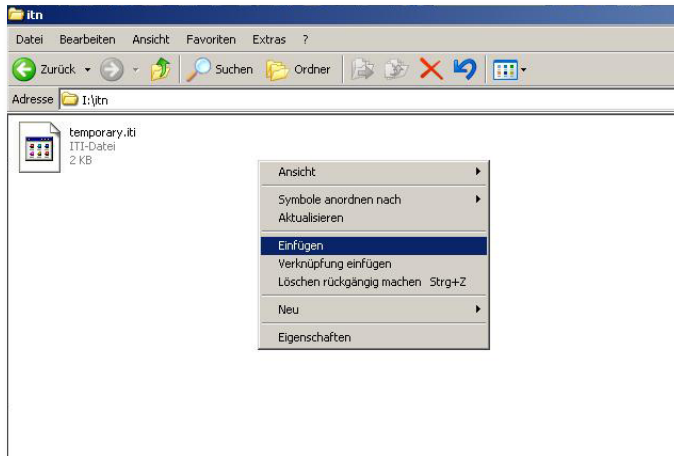 itn
Datei Bearbeiten Ansicht Favoriten Extras ?
Zurück Suchen Ordner
Adresse I:\itn
temporary.iti
ITI-Datei
2 KB
Ansicht
Symbole anordnen nach
Aktualisieren
Einfügen
Verknüpfung einfügen
Löschen rückgängig machen Strg+Z
Neu
Eigenschaften